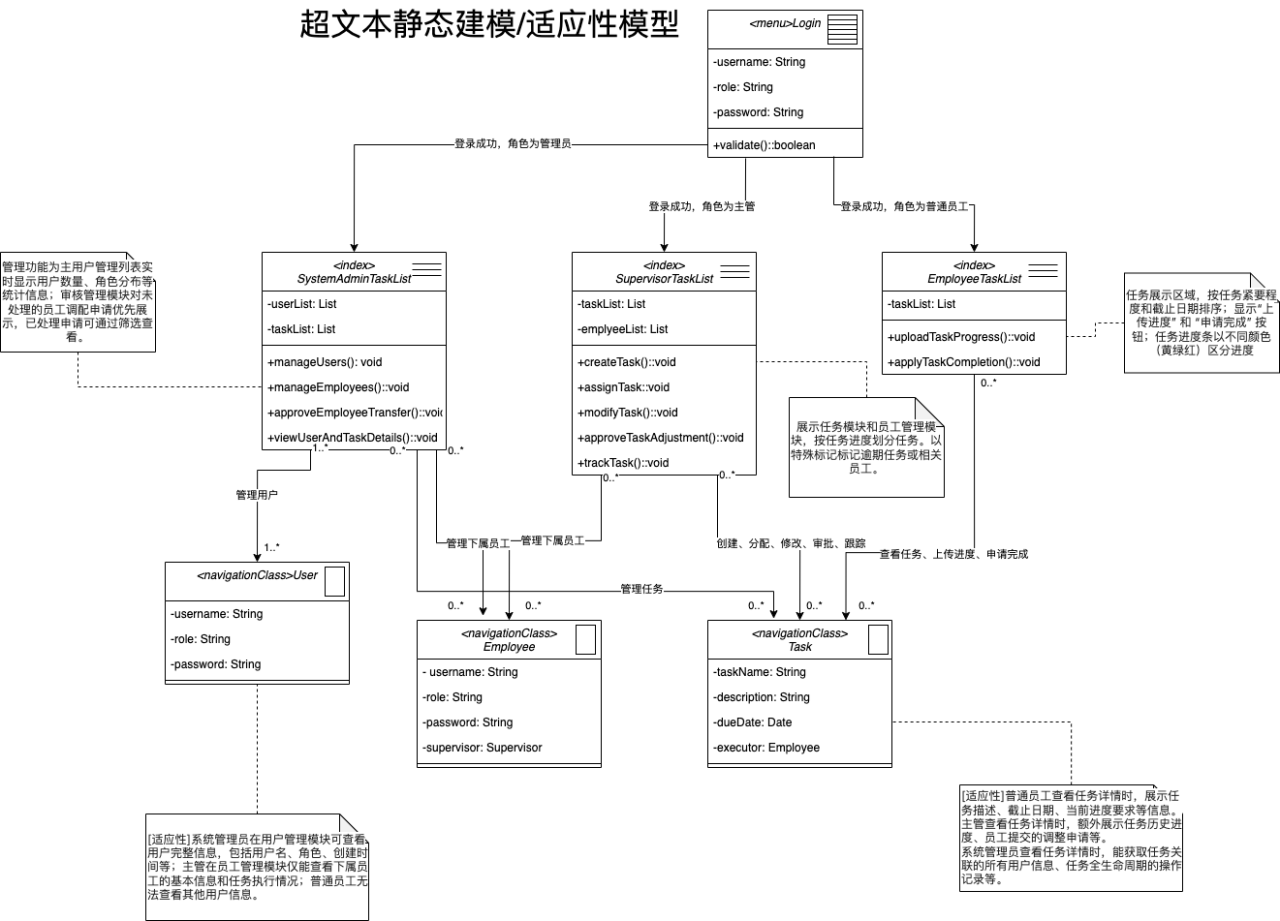 超文本静态建模/适应性模型
<menu>Login
-username: String
-role: String
-password: String
+validate()::boolean
登录成功，角色为管理员
登录成功，角色为主管
登录成功，角色为普通员工
管理功能为主用户管理列表实
时显示用户数量、角色分布等
统计信息；审核管理模块对未
处理的员工调配申请优先展
示，已处理申请可通过筛选查
看。
<index>
SystemAdminTaskList
-userList: List
-taskList: List
+manageUsers(): void
+manageEmployees()::void
+approveEmployeeTransfer()::voi
+viewUserAndTaskDetails()::void
<index>
SupervisorTaskList
-taskList: List
-emplyeeList: List
+createTask()::void
+assignTask::void
+modifyTask()::void
+approveTaskAdjustment()::void
+trackTask()::void
<index>
EmployeeTaskList
-taskList: List
+uploadTaskProgress()::void
+applyTaskCompletion()::void
任务展示区域，按任务紧要程
度和截止日期排序；显示“上
传进度” 和 “申请完成” 按
钮；任务进度条以不同颜色
（黄绿红）区分进度
展示任务模块和员工管理模
块，按任务进度划分任务。以
特殊标记标记逾期任务或相关
员工。
1..*
0..*
0..*
0..*
0..*
0..*
管理用户
管理下属员工
管理下属员工
创建、分配、修改、审批、跟踪
查看任务、上传进度、申请完成
管理任务
1..*
0..*
0..*
0..*
0..*
0..*
<navigationClass>User
-username: String
-role: String
-password: String
<navigationClass>
Employee
- username: String
-role: String
-password: String
-supervisor: Supervisor
<navigationClass>
Task
-taskName: String
-description: String
-dueDate: Date
-executor: Employee
[适应性]系统管理员在用户管理模块可查看
用户完整信息，包括用户名、角色、创建时
间等；主管在员工管理模块仅能查看下属员
工的基本信息和任务执行情况；普通员工无
法查看其他用户信息。
[适应性]普通员工查看任务详情时，展示任
务描述、截止日期、当前进度要求等信息。
主管查看任务详情时，额外展示任务历史进
度、员工提交的调整申请等。
系统管理员查看任务详情时，能获取任务关
联的所有用户信息、任务全生命周期的操作
记录等。